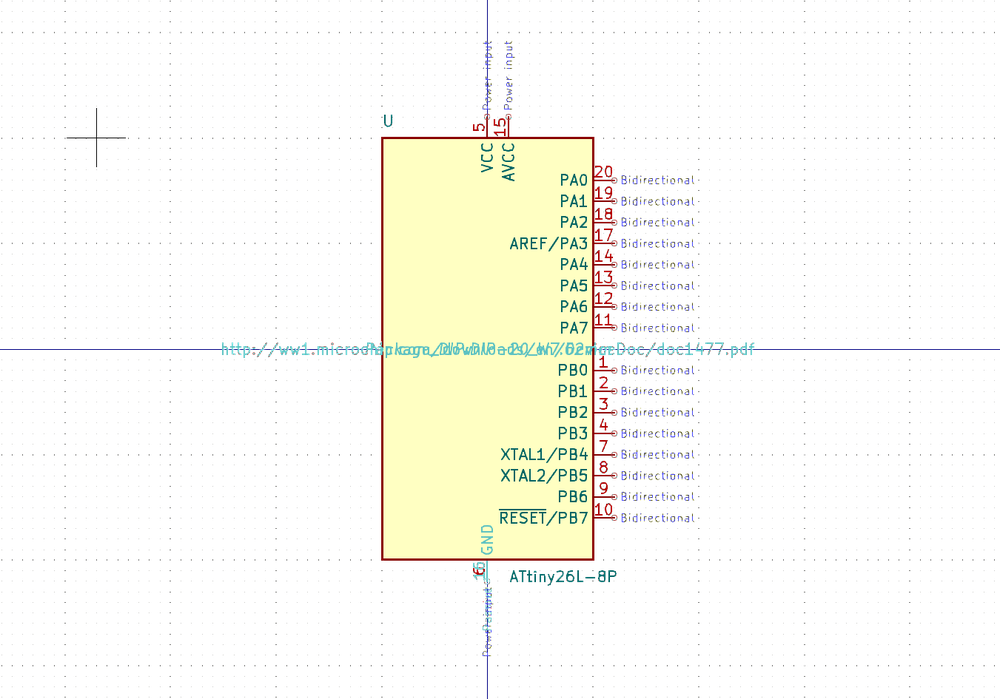 Power input
Power input
U
5
15
VCC
AVCC
PA0 20 Bidirectional
PA1 19 Bidirectional
PA2 18 Bidirectional
AREF/PA3 17 Bidirectional
PA4 14 Bidirectional
PA5 13 Bidirectional
PA6 12 Bidirectional
PA7 11 Bidirectional
PB0 1 Bidirectional
PB1 2 Bidirectional
PB2 3 Bidirectional
PB3 4 Bidirectional
XTAL1/PB4 7 Bidirectional
XTAL2/PB5 8 Bidirectional
PB6 9 Bidirectional
RESET/PB7 10 Bidirectional
GND
ATtiny26L-8P